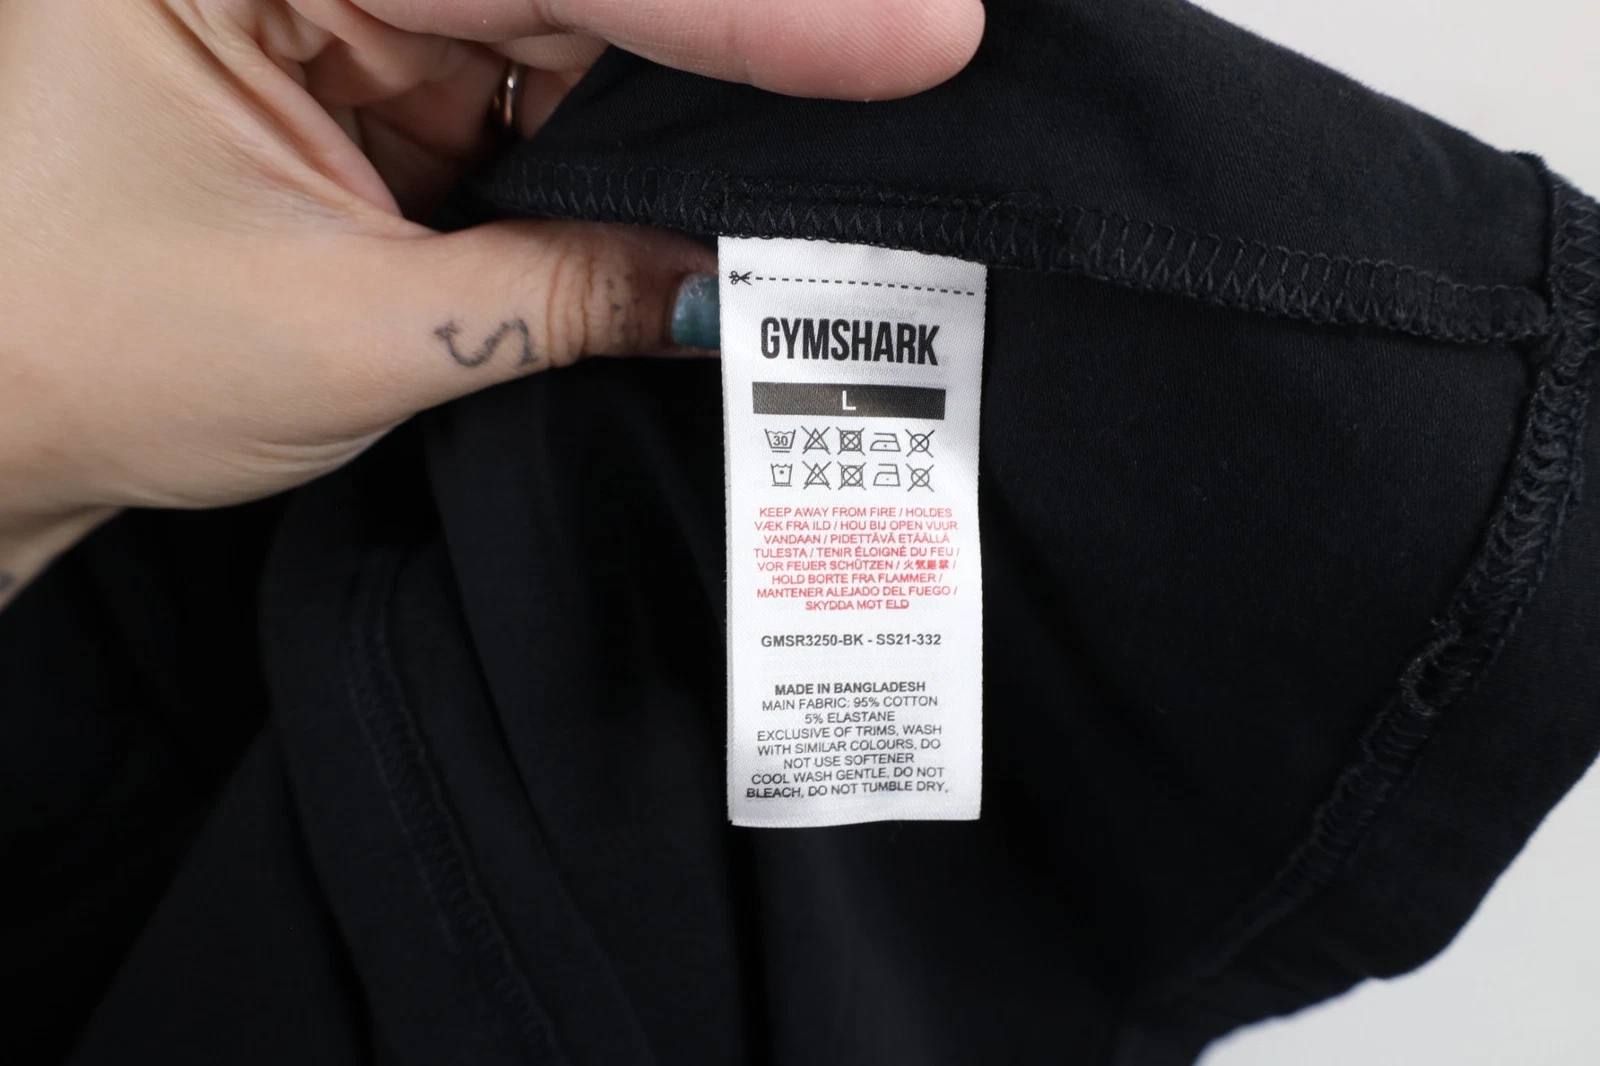 GYMSHARK
L
30
KEEP AWAY FROM FIRE / HOLDES
VÆK FRA ILD / HOU BIJ OPEN VUUR
VANDAAN / PIDETTÄVÄ ETÄÄLLÄ
TULESTA / TENIR ÉLOIGNÉ DU FEU /
VOR FEUER SCHÜTZEN / 火気厳禁 /
HOLD BORTE FRA FLAMMER /
MANTENER ALEJADO DEL FUEGO /
SKYDDA MOT ELD
GMSR3250-BK - SS21-332
MADE IN BANGLADESH
MAIN FABRIC: 95% COTTON
5% ELASTANE
EXCLUSIVE OF TRIMS, WASH
WITH SIMILAR COLOURS, DO
NOT USE SOFTENER
COOL WASH GENTLE, DO NOT
BLEACH, DO NOT TUMBLE DRY,